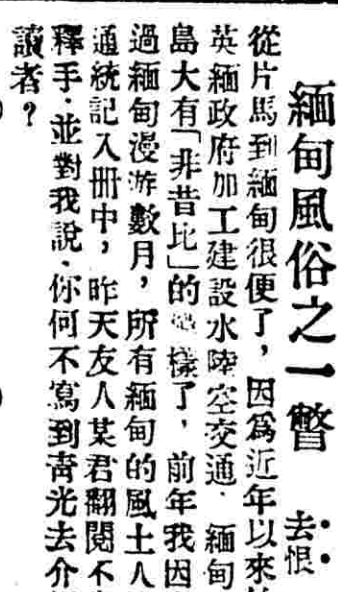 緬甸風俗之一瞥
去恨
從片馬到緬甸很便了，因爲近年以來
英緬政府加工建設水陸空交通．緬甸
島大有「非昔比」的樣了，前年我因
過緬甸漫游數月，所有緬甸的風土人
通統記入冊中，昨天友人某君翻閱不
釋手．並對我說．你何不寫到靑光去介
讀者？